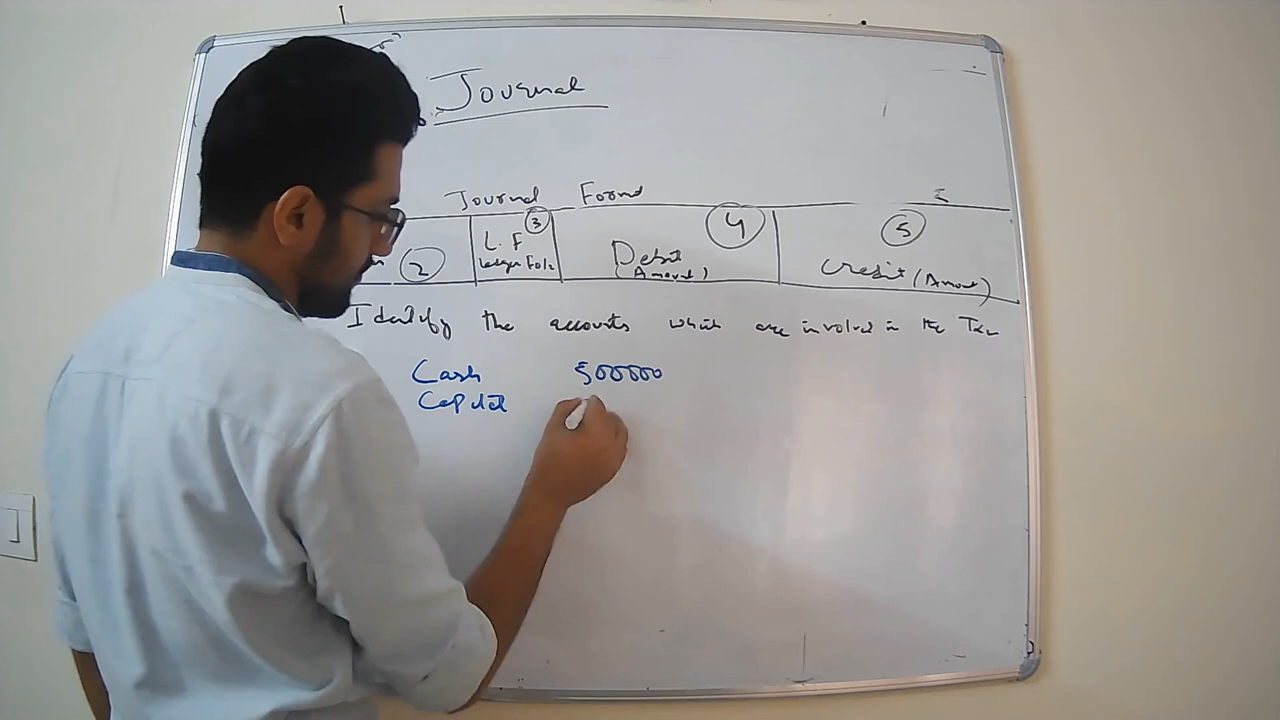 Journal
Journal Format
2 L.F 3 Debit 4 Credit (Amount) 5
Ledger Folio (Amount)
Identify the accounts which are involved in the Txn
Cash 500000
Capital